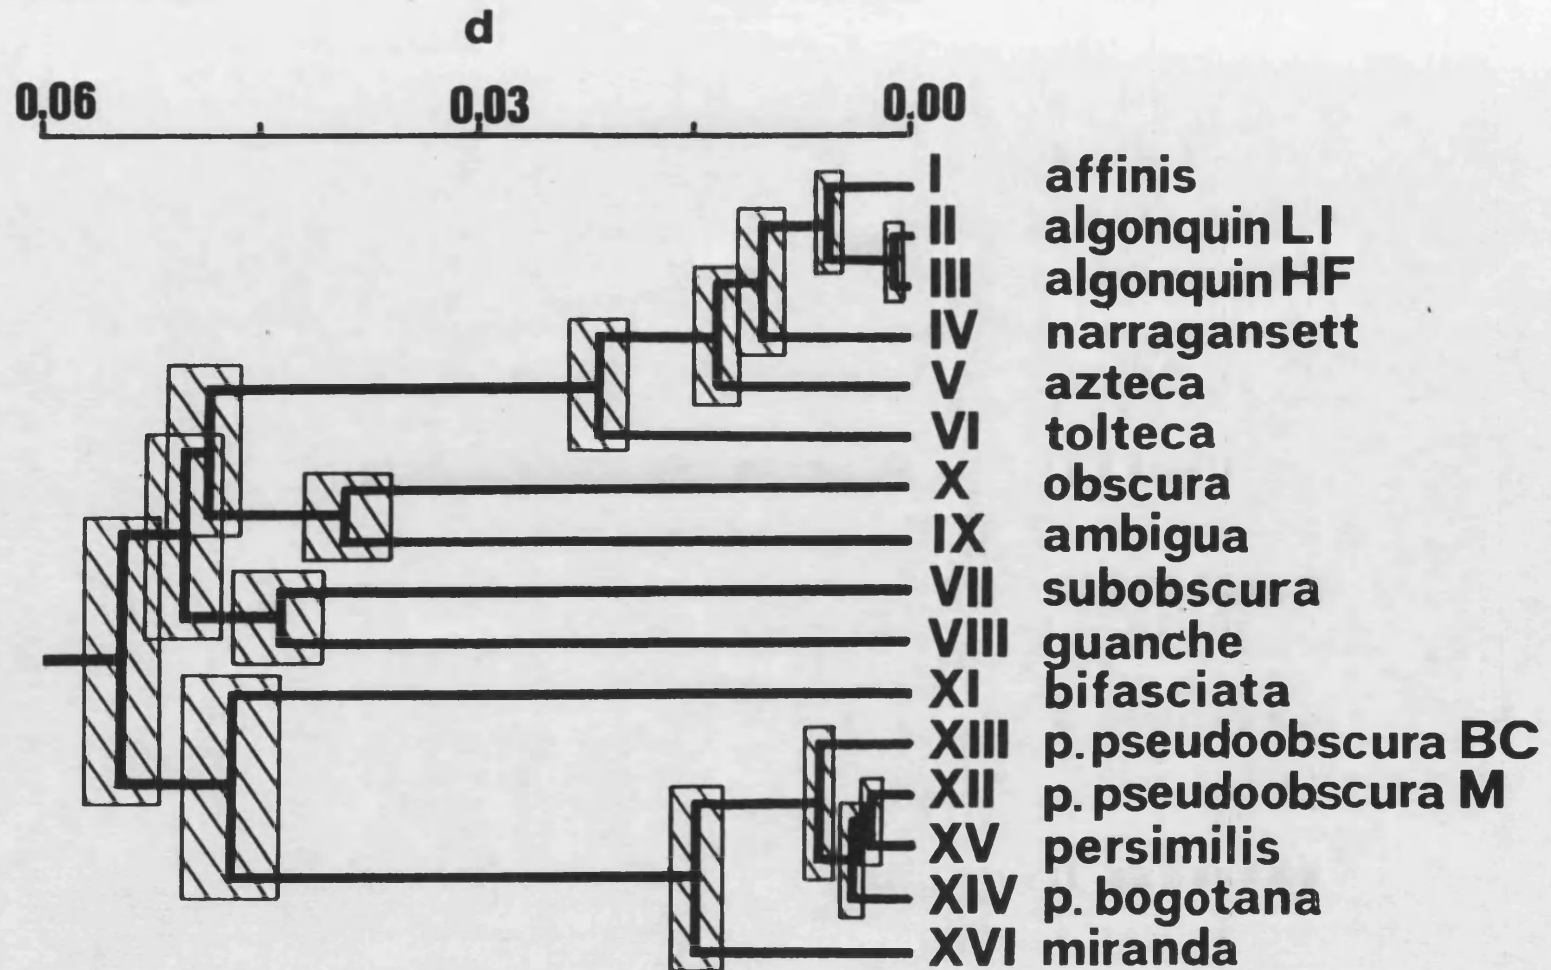 d
0.06 0.03 0.00
I affinis
II algonquin LI
III algonquin HF
IV narragansett
V azteca
VI tolteca
X obscura
IX ambigua
VII subobscura
VIII guanche
XI bifasciata
XIII p. pseudoobscura BC
XII p. pseudoobscura M
XV persimilis
XIV p. bogotana
XVI miranda